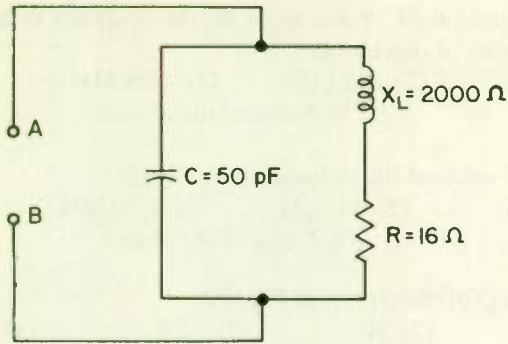 A
B
C = 50 pF
X_L = 2000 Ω
R = 16 Ω